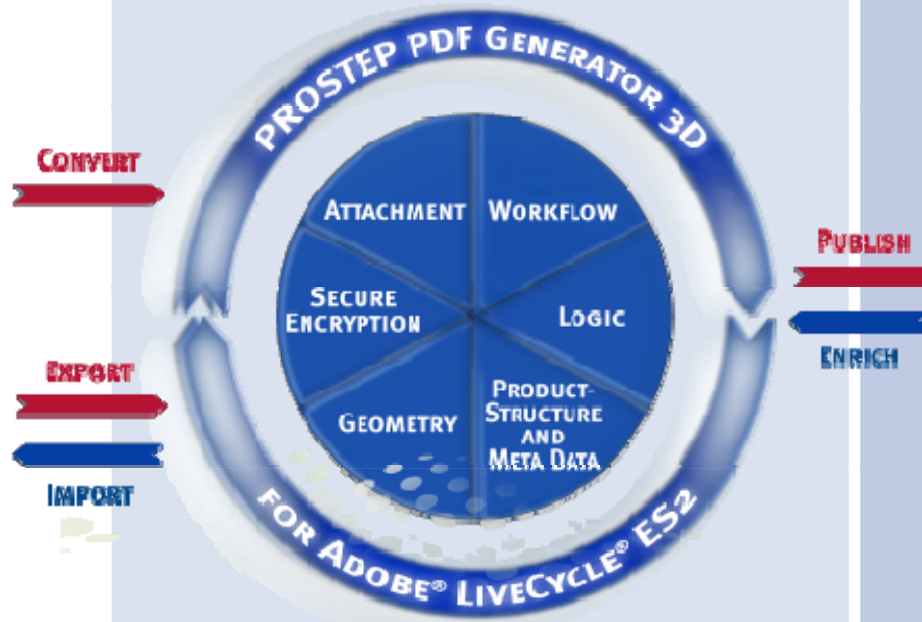 PROSTEP PDF GENERATOR 3D
CONVERT
ATTACHMENT
WORKFLOW
PUBLISH
SECURE
ENCRYPTION
LOGIC
ENRICH
EXPORT
GEOMETRY
PRODUCT-
STRUCTURE
AND
META DATA
IMPORT
FOR ADOBE® LIVECYCLE® ES2